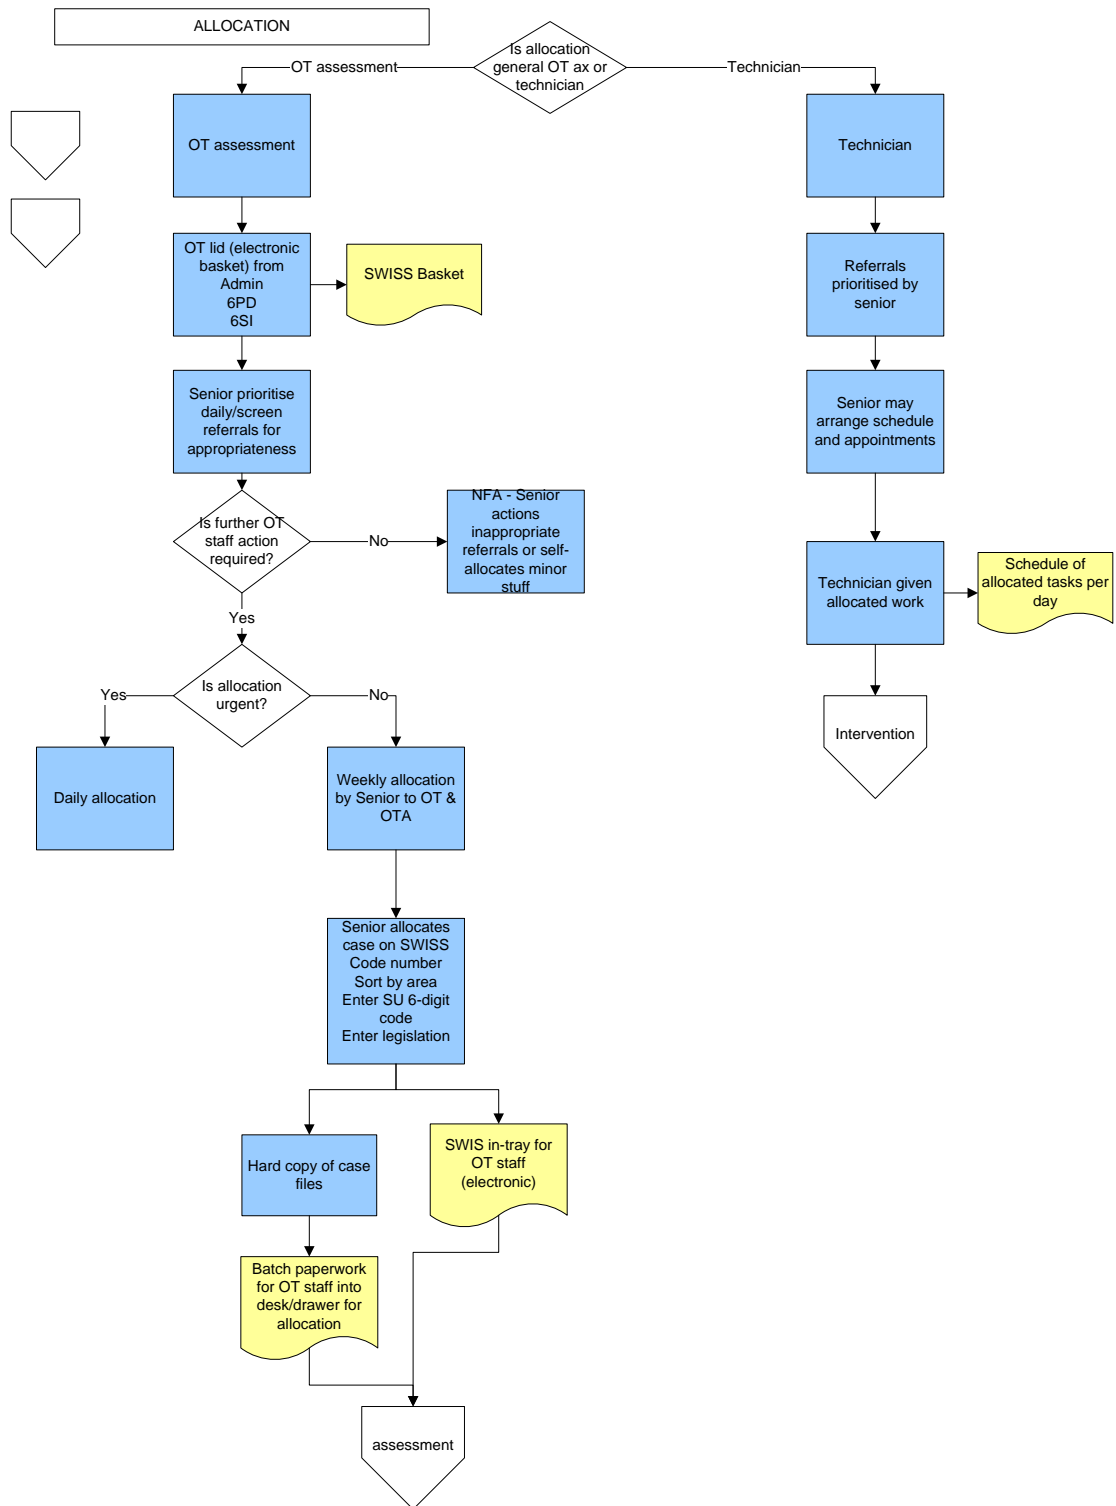 ALLOCATION
Is allocation
general OT ax or
technician
OT assessment
Technician
OT assessment
Technician
OT lid (electronic
basket) from
Admin
6PD
6SI
SWISS Basket
Referrals
prioritised by
senior
Senior prioritise
daily/screen
referrals for
appropriateness
Senior may
arrange schedule
and appointments
Is further OT
staff action
required?
No
NFA - Senior
actions
inappropriate
referrals or self-
allocates minor
stuff
Technician given
allocated work
Schedule of
allocated tasks per
day
Yes
Is allocation
urgent?
Yes
No
Intervention
Daily allocation
Weekly allocation
by Senior to OT &
OTA
Senior allocates
case on SWISS
Code number
Sort by area
Enter SU 6-digit
code
Enter legislation
Hard copy of case
files
SWIS in-tray for
OT staff
(electronic)
Batch paperwork
for OT staff into
desk/drawer for
allocation
assessment